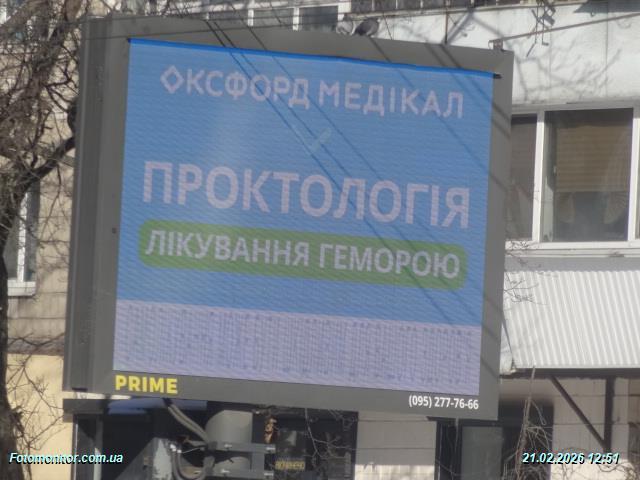 ОКСФОРД МЕДІКАЛ
ПРОКТОЛОГІЯ
ЛІКУВАННЯ ГЕМОРОЮ
PRIME
(095) 277-76-66
Fotomonitor.com.ua
21.02.2026 12:51